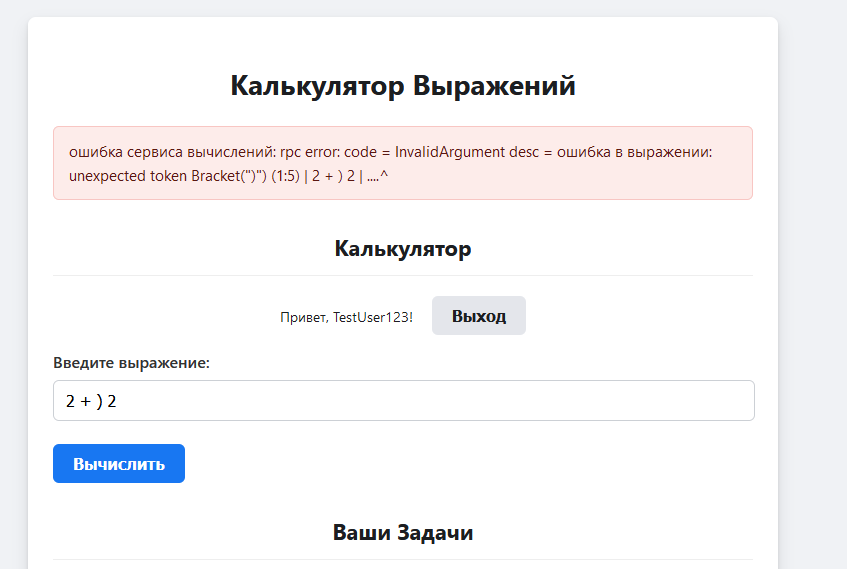 Калькулятор Выражений
ошибка сервиса вычислений: rpc error: code = InvalidArgument desc = ошибка в выражении:
unexpected token Bracket(")") (1:5) | 2 + ) 2 | ....^
Калькулятор
Привет, TestUser123!
Выход
Введите выражение:
2 + ) 2
Вычислить
Ваши Задачи